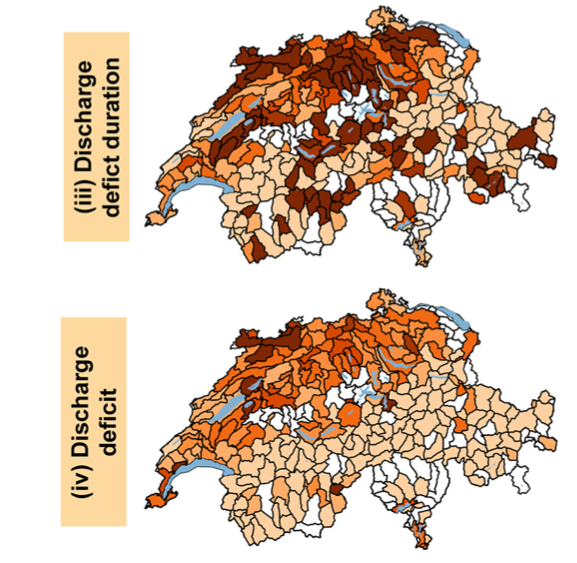 (iii) Discharge
defict duration
(iv) Discharge
deficit